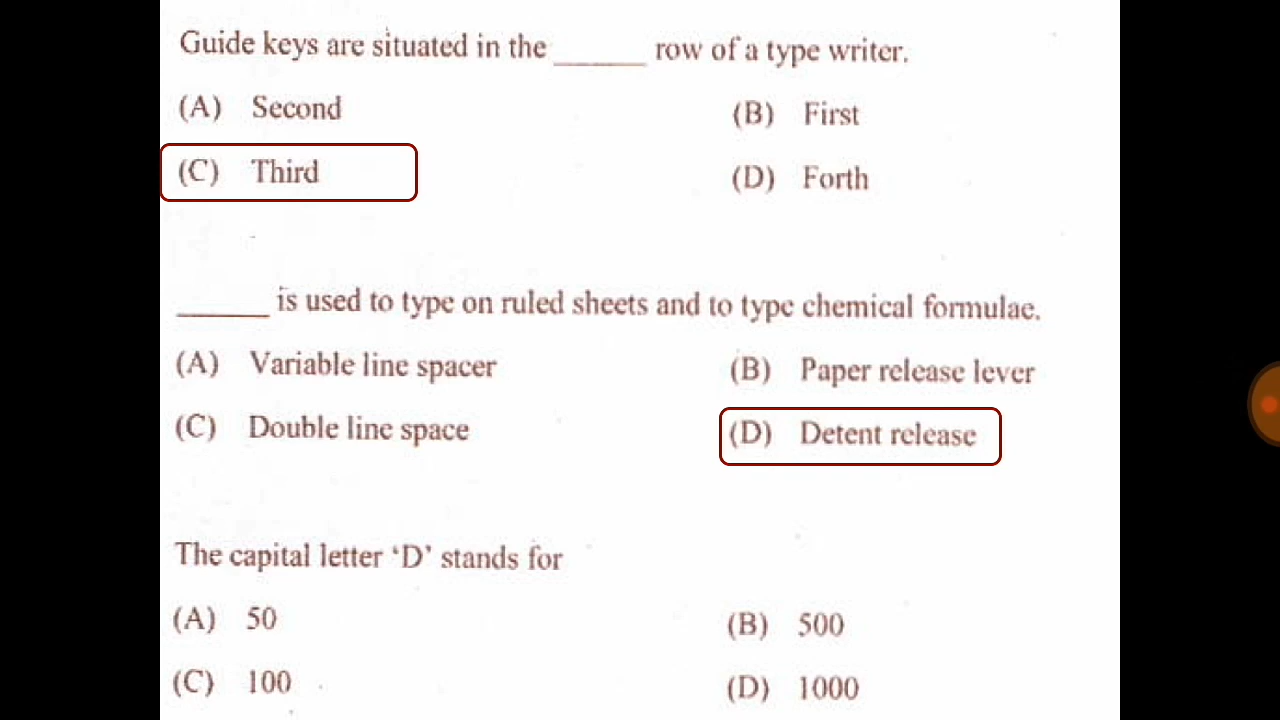 Guide keys are situated in the ______ row of a type writer.
(A) Second (B) First
(C) Third (D) Forth
______ is used to type on ruled sheets and to type chemical formulae.
(A) Variable line spacer (B) Paper release lever
(C) Double line space (D) Detent release
The capital letter ‘D’ stands for
(A) 50 (B) 500
(C) 100 (D) 1000